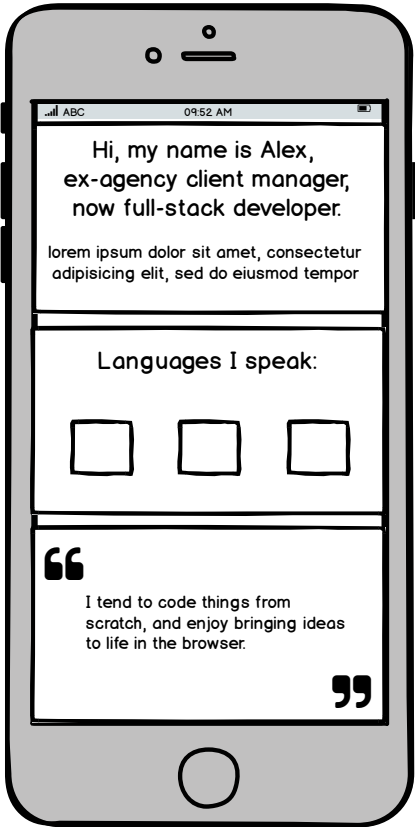 ABC 09:52 AM
Hi, my name is Alex,
ex-agency client manager,
now full-stack developer.
lorem ipsum dolor sit amet, consectetur
adipisicing elit, sed do eiusmod tempor
Languages I speak:
“
I tend to code things from
scratch, and enjoy bringing ideas
to life in the browser.
”